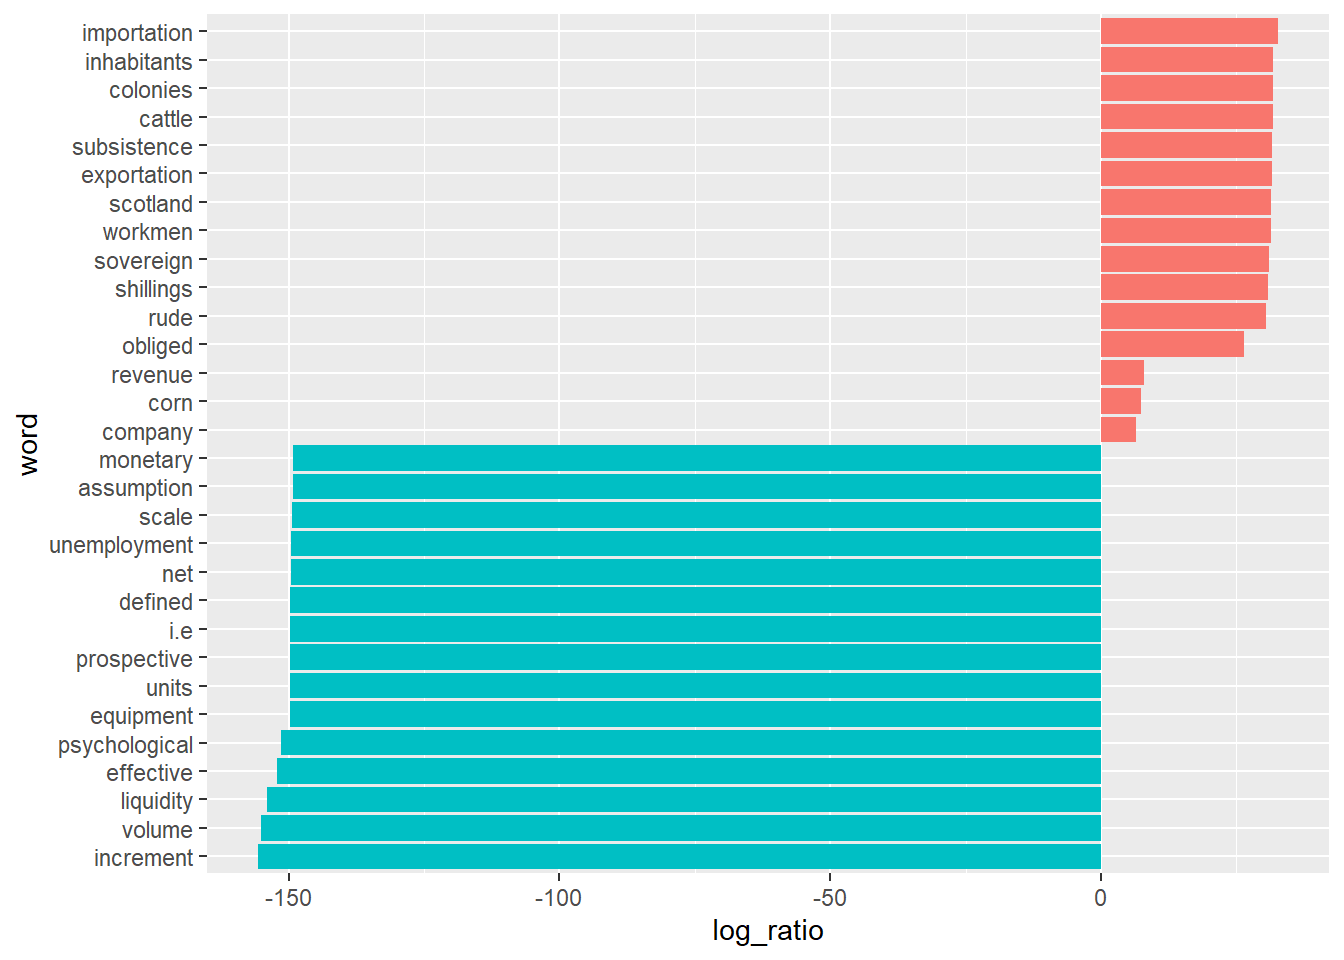 importation
inhabitants
colonies
cattle
subsistence
exportation
scotland
workmen
sovereign
shillings
rude
obliged
revenue
corn
company
monetary
assumption
scale
unemployment
net
defined
i.e
prospective
units
equipment
psychological
effective
liquidity
volume
increment
word
-150 -100 -50 0
log_ratio